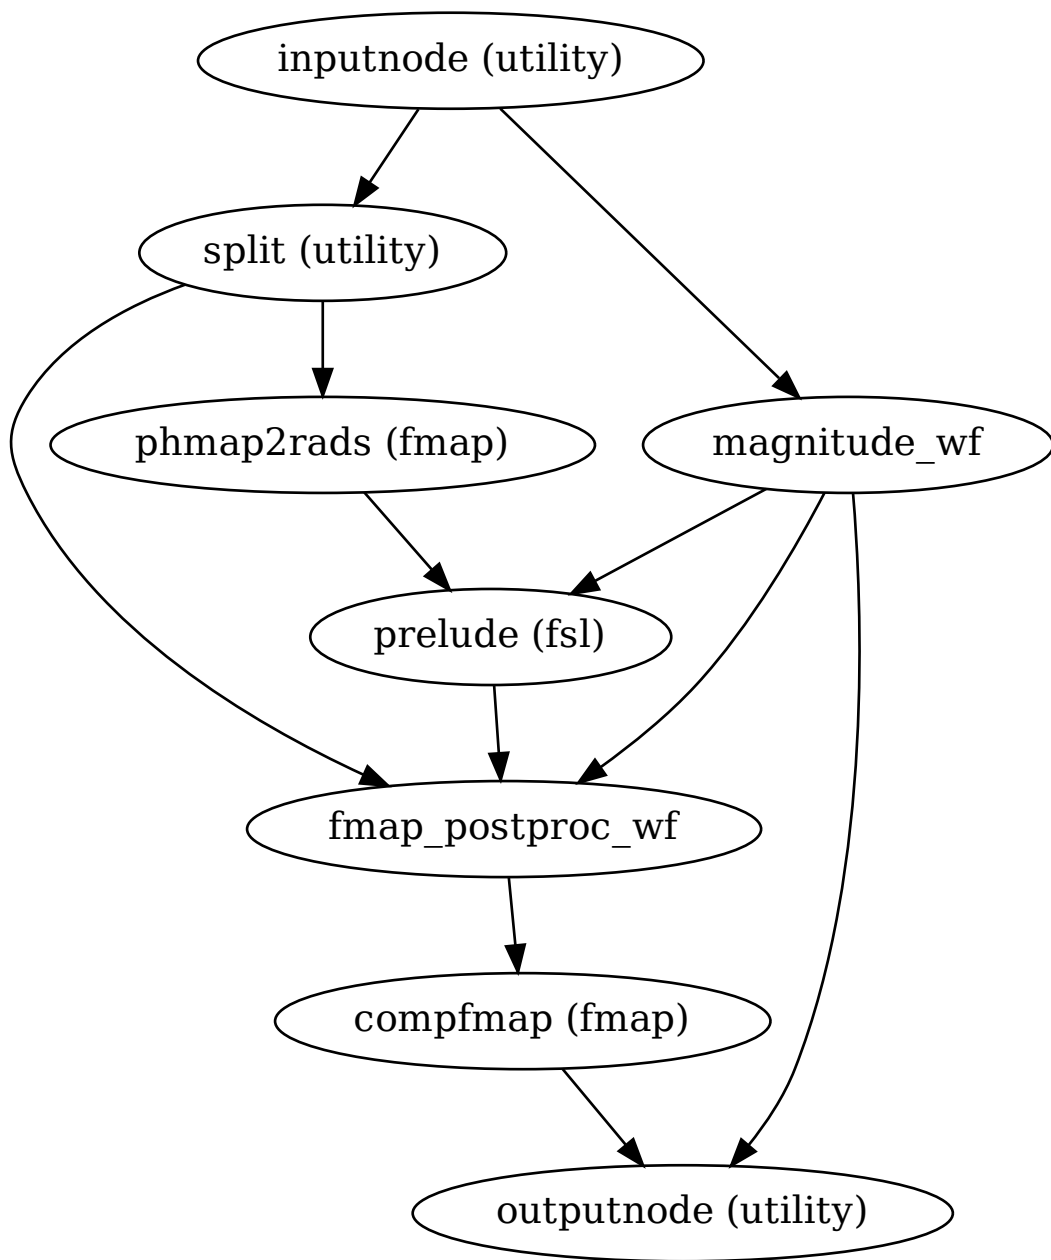 inputnode (utility)
split (utility)
phmap2rads (fmap)
magnitude_wf
prelude (fsl)
fmap_postproc_wf
compfmap (fmap)
outputnode (utility)